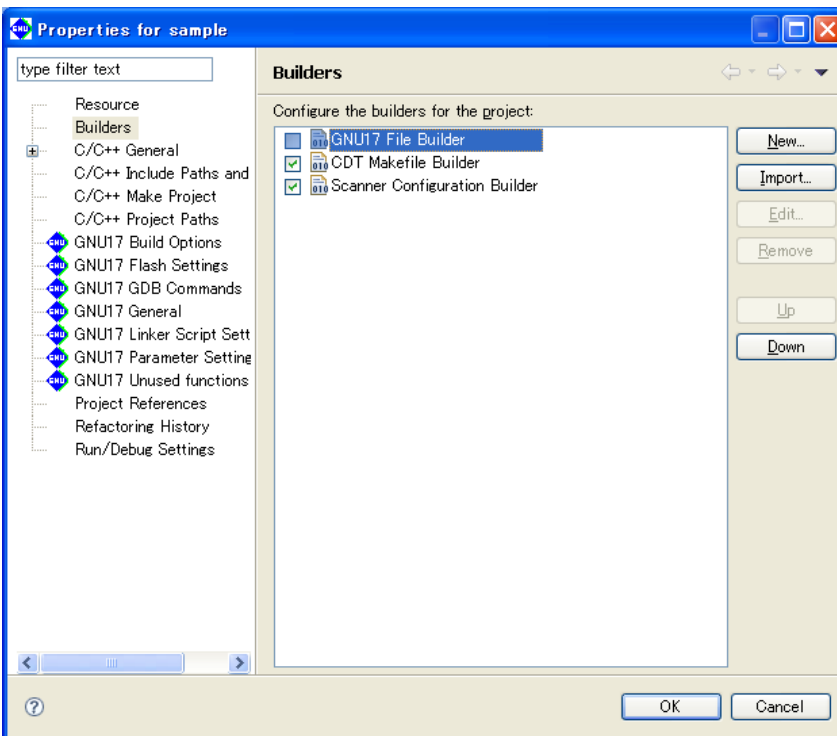 Properties for sample
type filter text
Resource
Builders
C/C++ General
C/C++ Include Paths and
C/C++ Make Project
C/C++ Project Paths
GNU17 Build Options
GNU17 Flash Settings
GNU17 GDB Commands
GNU17 General
GNU17 Linker Script Sett
GNU17 Parameter Setting
GNU17 Unused functions
Project References
Refactoring History
Run/Debug Settings
Builders
Configure the builders for the project:
GNU17 File Builder
CDT Makefile Builder
Scanner Configuration Builder
New...
Import...
Edit...
Remove
Up
Down
OK
Cancel